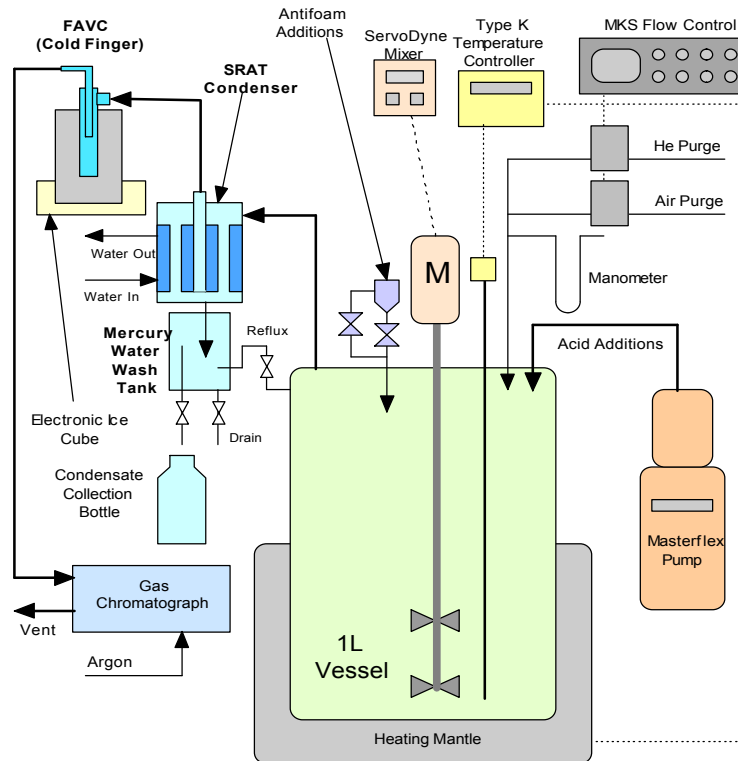 FAVC
(Cold Finger)
Antifoam
Additions
ServoDyne
Mixer
Type K
Temperature
Controller
MKS Flow Control
SRAT
Condenser
He Purge
Air Purge
Water Out
Water In
M
Manometer
Mercury
Water
Wash
Tank
Reflux
Acid Additions
Electronic Ice
Cube
Drain
Condensate
Collection
Bottle
Masterflex
Pump
Gas
Chromatograph
Vent
Argon
1L
Vessel
Heating Mantle